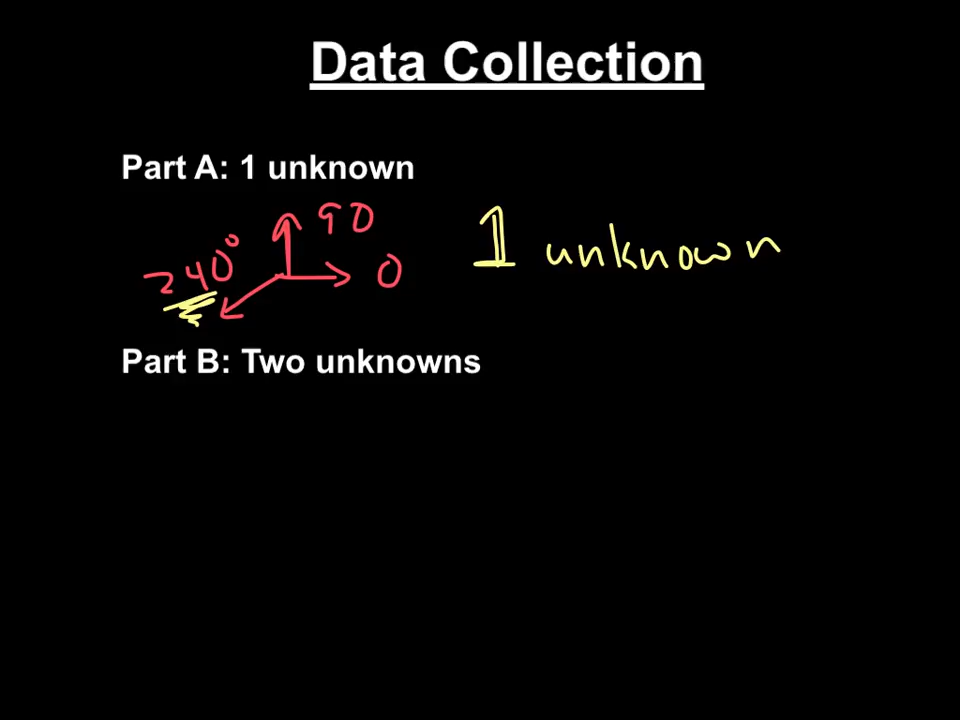 Data Collection
Part A: 1 unknown
90
240°
0
1 unknown
Part B: Two unknowns